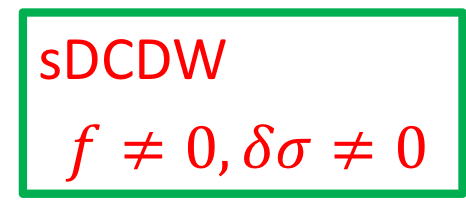 sDCDW
𝑓 ≠ 0, 𝛿𝜎 ≠ 0